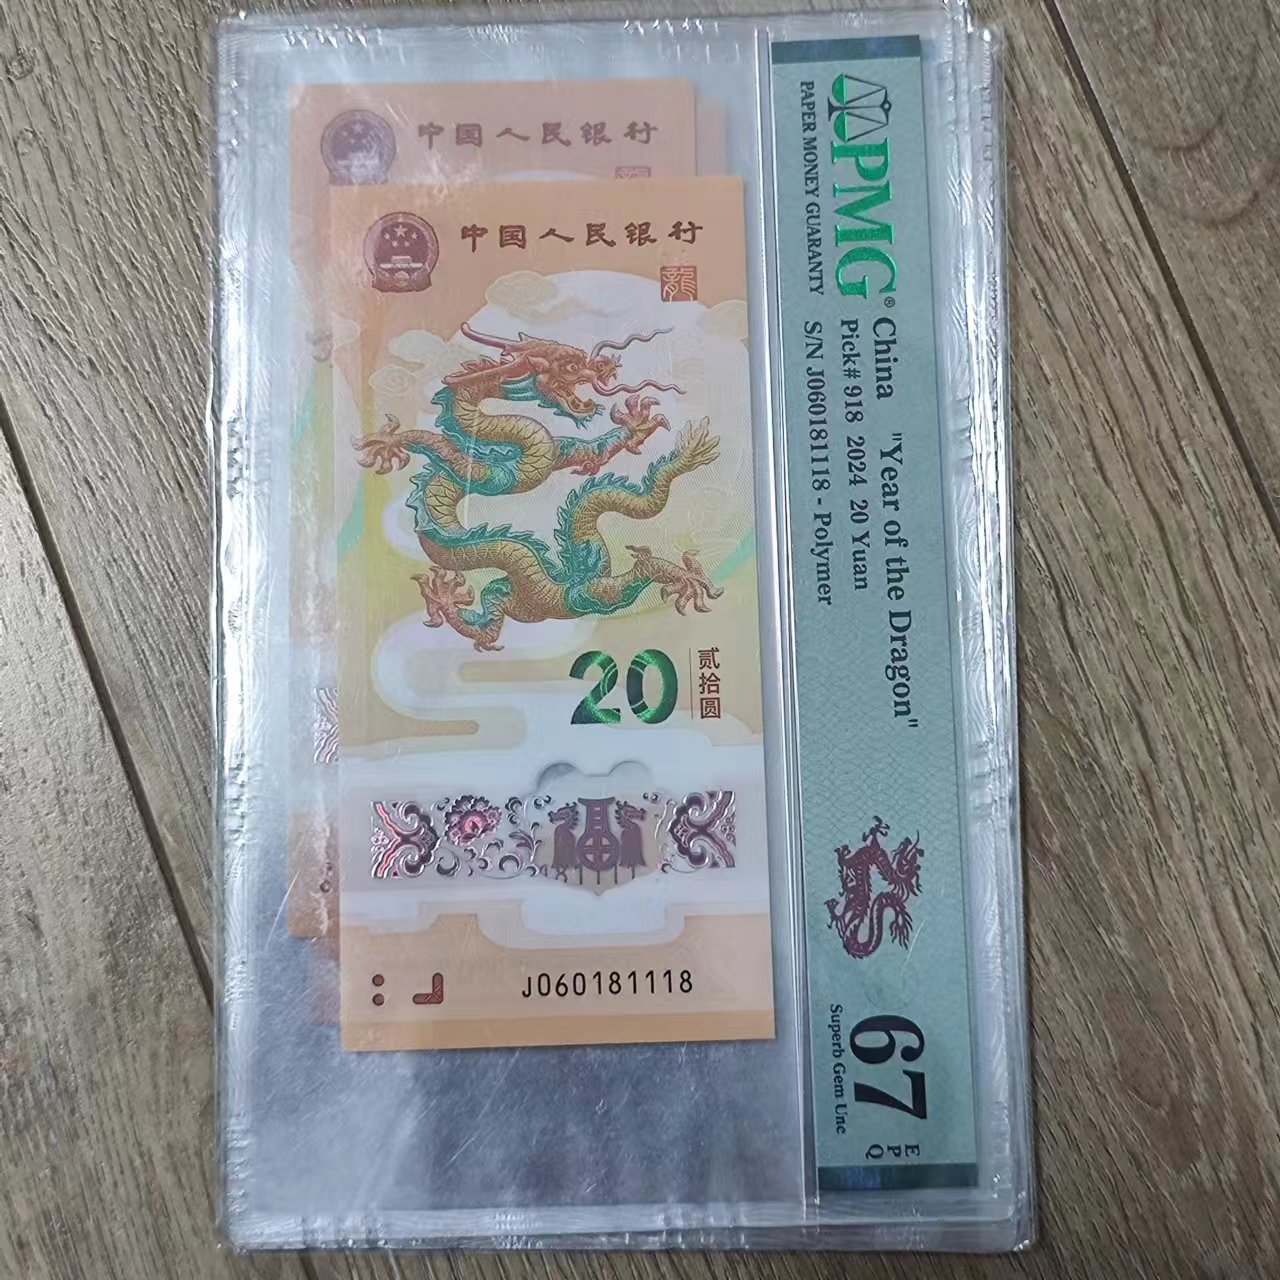 中国人民银行
中国人民银行
龍
20
贰拾圆
J060181118
PMG®
PAPER MONEY GUARANTY
China "Year of the Dragon"
Pick# 918 2024 20 Yuan
S/N J060181118 - Polymer
67 EPQ
Superb Gem Unc